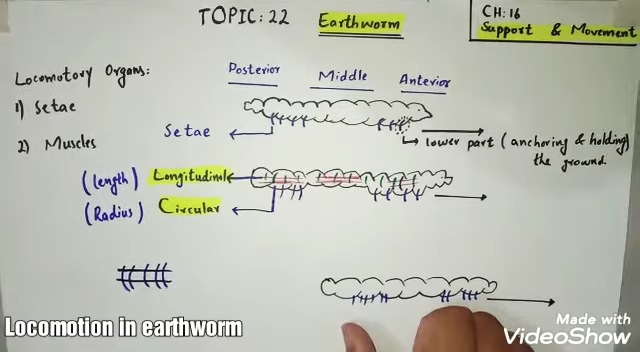 TOPIC: 22
Earthworm
CH: 16
Support & Movement
Locomotory Organs:
1) Setae
2) Muscles
Posterior
Middle
Anterior
Setae
lower part (anchoring & holding)
the ground
(length) Longitudinal
(Radius) Circular
Locomotion in earthworm
Made with
VideoShow